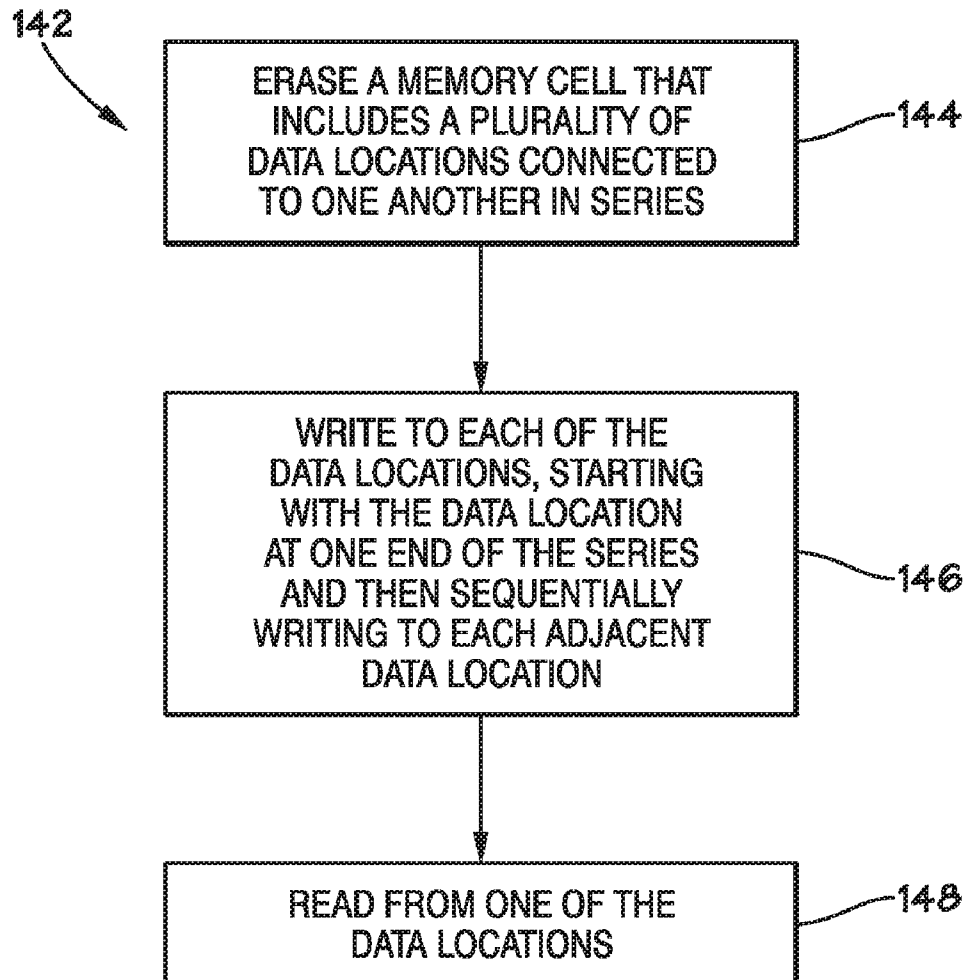 142
ERASE A MEMORY CELL THAT
INCLUDES A PLURALITY OF
DATA LOCATIONS CONNECTED
TO ONE ANOTHER IN SERIES
144
WRITE TO EACH OF THE
DATA LOCATIONS, STARTING
WITH THE DATA LOCATION
AT ONE END OF THE SERIES
AND THEN SEQUENTIALLY
WRITING TO EACH ADJACENT
DATA LOCATION
146
READ FROM ONE OF THE
DATA LOCATIONS
148